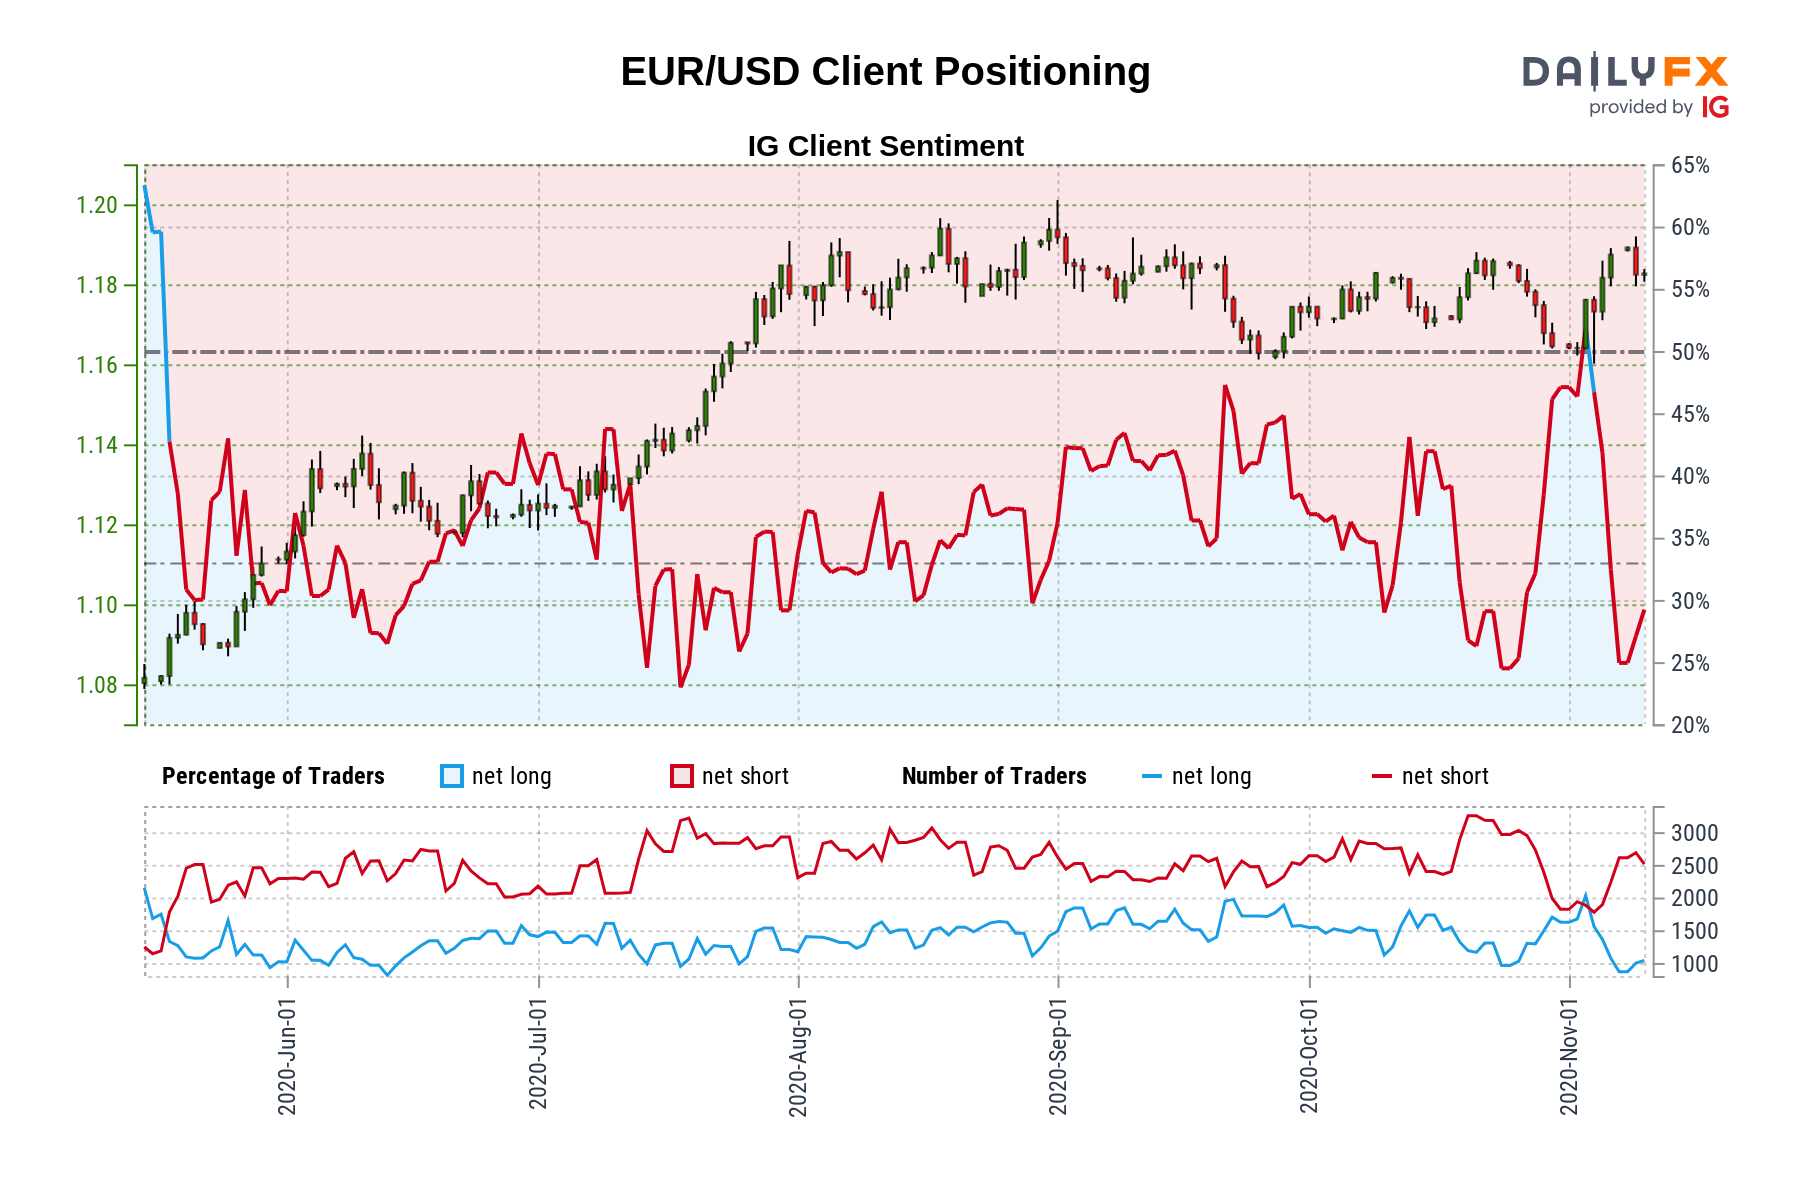 EUR/USD Client Positioning
DAILYFX
provided by IG
IG Client Sentiment
1.20
1.18
1.16
1.14
1.12
1.10
1.08
65%
60%
55%
50%
45%
40%
35%
30%
25%
20%
Percentage of Traders net long net short Number of Traders net long net short
3000
2500
2000
1500
1000
2020-Jun-01
2020-Jul-01
2020-Aug-01
2020-Sep-01
2020-Oct-01
2020-Nov-01